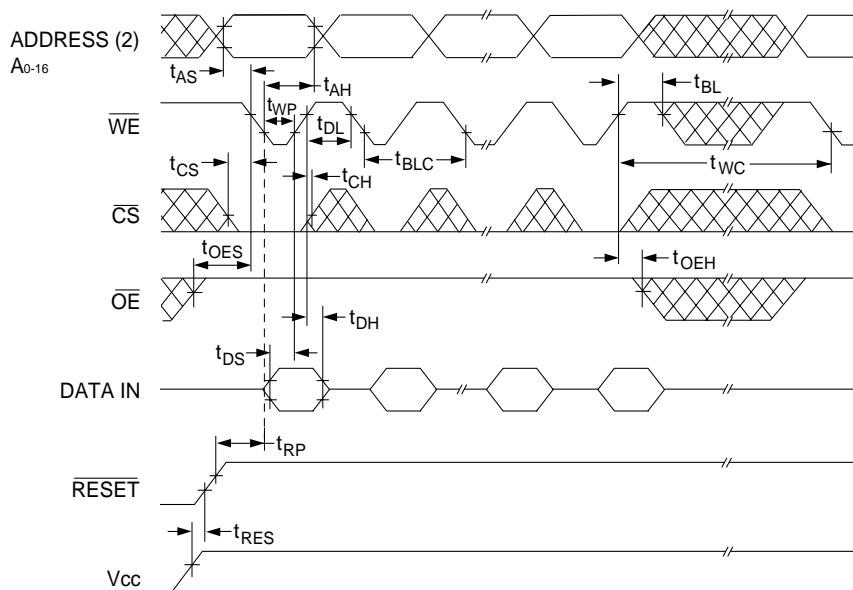 ADDRESS (2)
A0-16
tAS
tAH
WE
tWP
tDL
tBL
tBLC
tWC
tCS
tCH
CS
tOES
tOEH
OE
tDH
tDS
DATA IN
tRP
RESET
tRES
Vcc